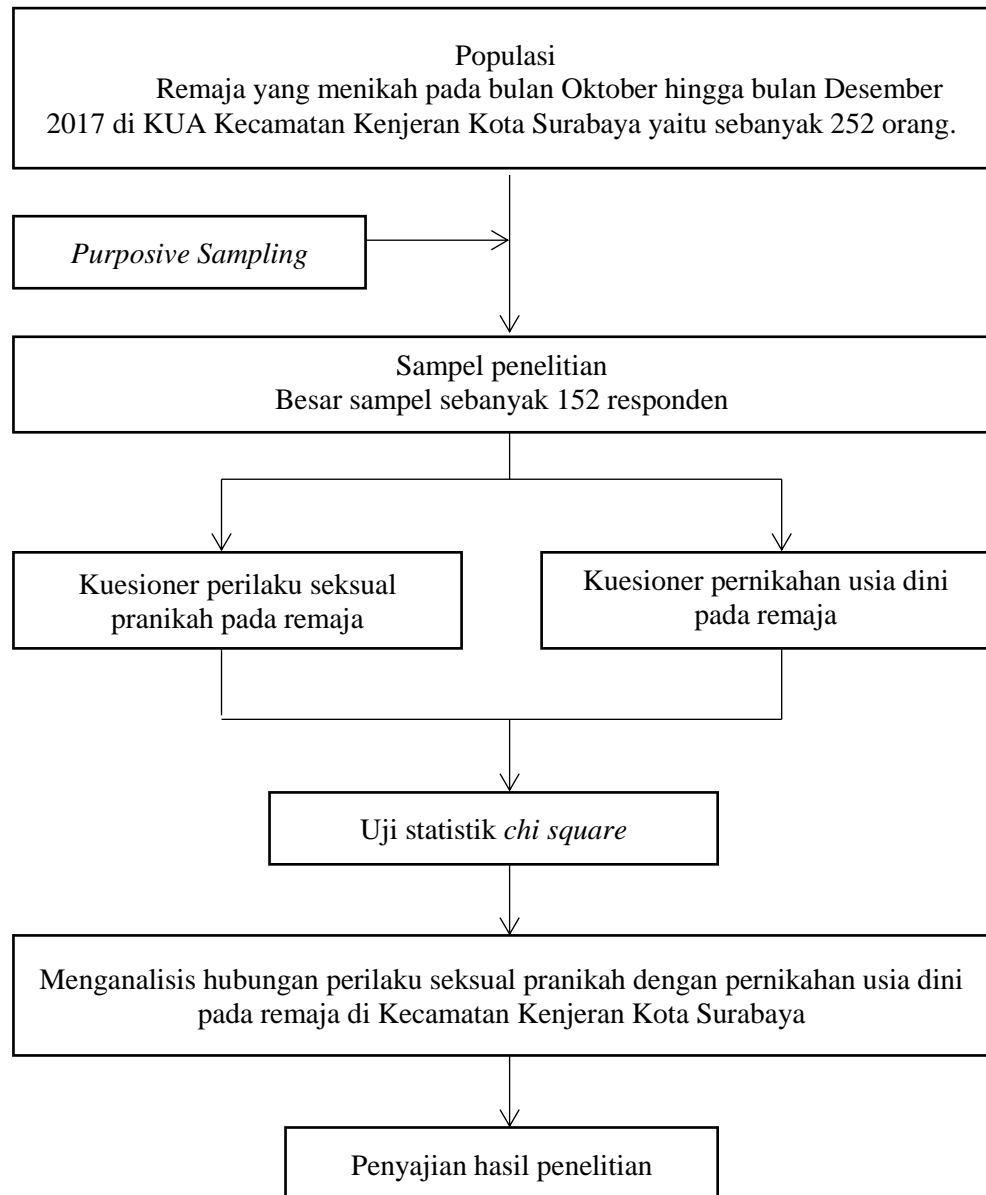 Populasi
Remaja yang menikah pada bulan Oktober hingga bulan Desember
2017 di KUA Kecamatan Kenjeran Kota Surabaya yaitu sebanyak 252 orang.
Purposive Sampling
Sampel penelitian
Besar sampel sebanyak 152 responden
Kuesioner perilaku seksual
pranikah pada remaja
Kuesioner pernikahan usia dini
pada remaja
Uji statistik chi square
Menganalisis hubungan perilaku seksual pranikah dengan pernikahan usia dini
pada remaja di Kecamatan Kenjeran Kota Surabaya
Penyajian hasil penelitian